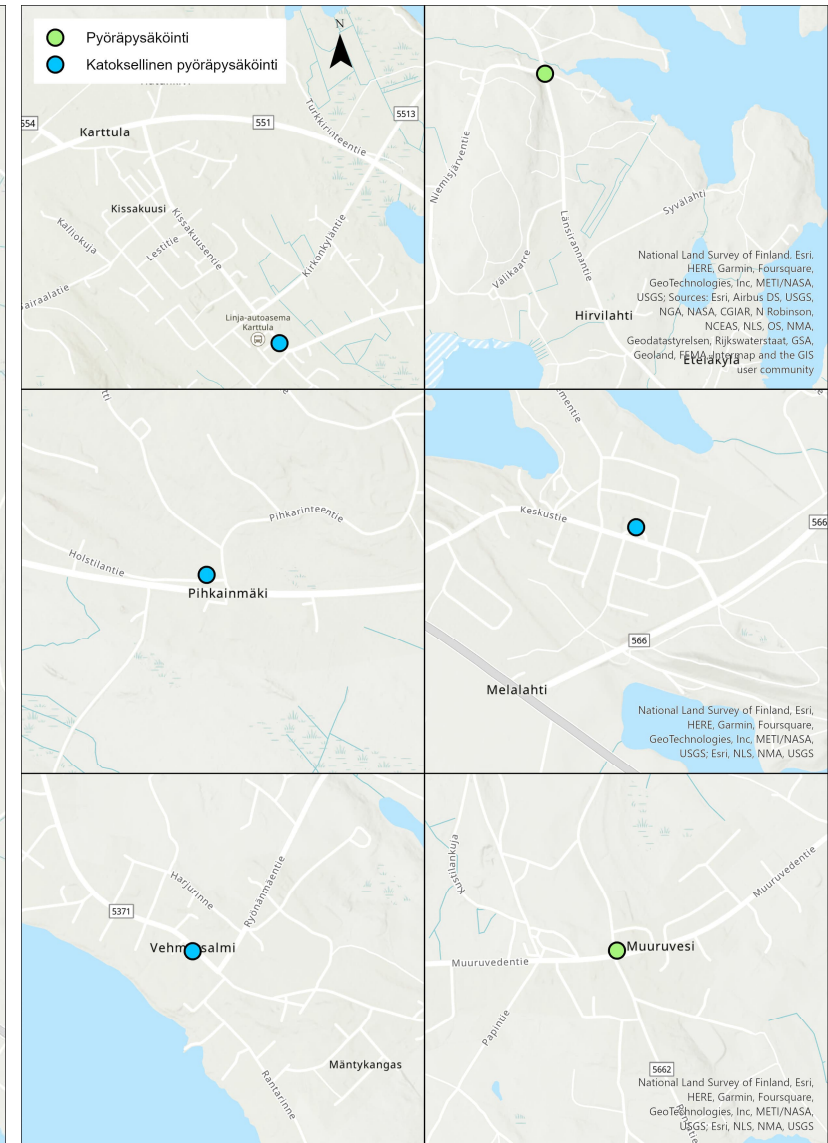 N
Pyöräpysäköinti
Katoksellinen pyöräpysäköinti
554
Karttula
551
5513
Kissakuusi
Kalliokuja
Lestitie
Kissakuusentie
Kirkonkyläntie
Linja-autoasema
Karttula
Niemisjärventie
Länsirannantie
Syvälahti
Välikaarre
Hirvilahti
Eteläkylä
National Land Survey of Finland. Esri.
HERE, Garmin, Foursquare,
GeoTechnologies, Inc, METI/NASA,
USGS; Sources: Esri, Airbus DS, USGS,
NGA, NASA, CGIAR, N Robinson,
NCEAS, NLS, OS, NMA,
Geodatastyrelsen, Rijkswaterstaat, GSA,
Geoland, FEMA, Intermap and the GIS
user community
Pihkarinteentie
Holstilantie
Pihkainmäki
Keskustie
566
566
Melalahti
National Land Survey of Finland, Esri,
HERE, Garmin, Foursquare,
GeoTechnologies, Inc, METI/NASA,
USGS; Esri, NLS, NMA, USGS
Harjurinne
Ryönänmäentie
5371
Mäntykangas
Rantarinne
Kustilankuja
Muuruvedentie
Muuruvesi
Muuruvedentie
Papintie
5662
National Land Survey of Finland, Esri,
HERE, Garmin, Foursquare,
GeoTechnologies, Inc, METI/NASA,
USGS; Esri, NLS, NMA, USGS